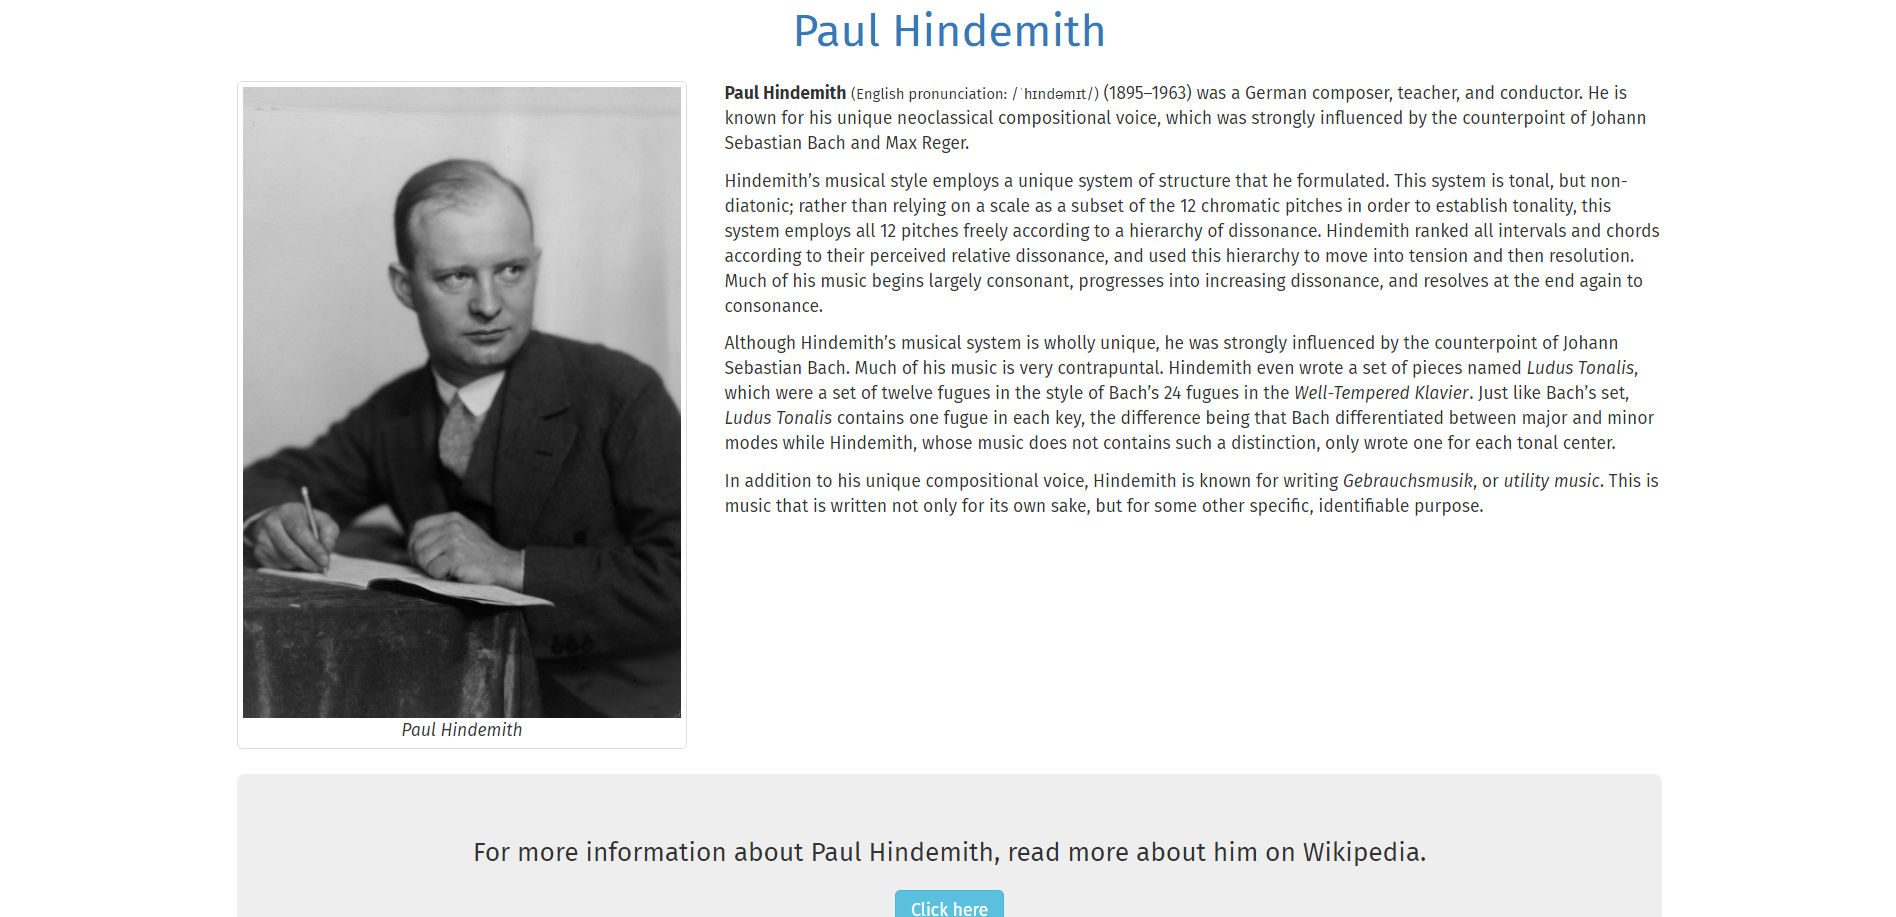 Paul Hindemith
Paul Hindemith (English pronunciation: /ˈhɪndəmɪt/) (1895–1963) was a German composer, teacher, and conductor. He is
known for his unique neoclassical compositional voice, which was strongly influenced by the counterpoint of Johann
Sebastian Bach and Max Reger.
Hindemith’s musical style employs a unique system of structure that he formulated. This system is tonal, but non-
diatonic; rather than relying on a scale as a subset of the 12 chromatic pitches in order to establish tonality, this
system employs all 12 pitches freely according to a hierarchy of dissonance. Hindemith ranked all intervals and chords
according to their perceived relative dissonance, and used this hierarchy to move into tension and then resolution.
Much of his music begins largely consonant, progresses into increasing dissonance, and resolves at the end again to
consonance.
Although Hindemith’s musical system is wholly unique, he was strongly influenced by the counterpoint of Johann
Sebastian Bach. Much of his music is very contrapuntal. Hindemith even wrote a set of pieces named Ludus Tonalis,
which were a set of twelve fugues in the style of Bach’s 24 fugues in the Well-Tempered Klavier. Just like Bach’s set,
Ludus Tonalis contains one fugue in each key, the difference being that Bach differentiated between major and minor
modes while Hindemith, whose music does not contains such a distinction, only wrote one for each tonal center.
In addition to his unique compositional voice, Hindemith is known for writing Gebrauchsmusik, or utility music. This is
music that is written not only for its own sake, but for some other specific, identifiable purpose.
Paul Hindemith
For more information about Paul Hindemith, read more about him on Wikipedia.
Click here